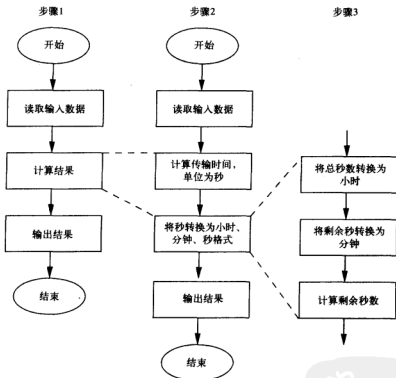 步骤1
步骤2
步骤3
开始
读取输入数据
计算结果
输出结果
结束
开始
读取输入数据
计算传输时间，
单位为秒
将秒转换为小时、
分钟、秒格式
输出结果
结束
将总秒数转换为
小时
将剩余秒转换为
分钟
计算剩余秒数